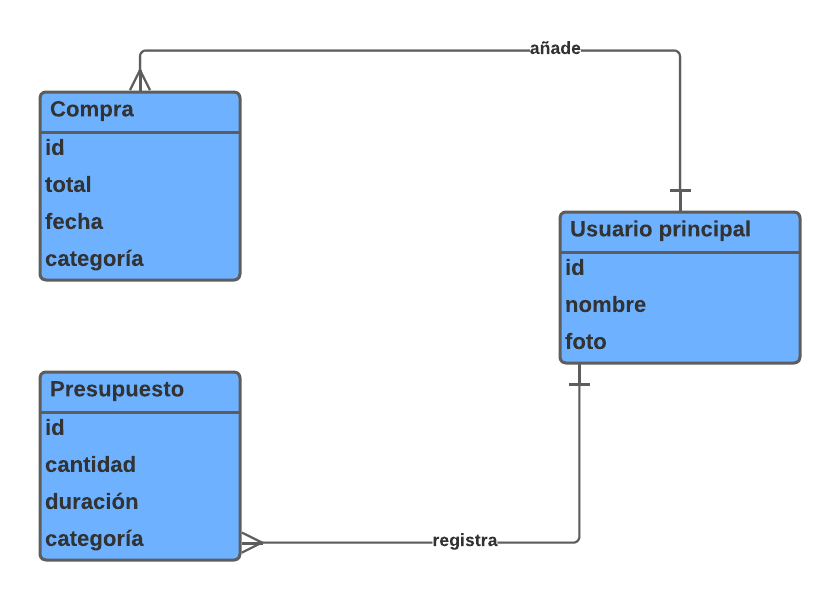 añade
Compra
id
total
fecha
categoría
Usuario principal
id
nombre
foto
Presupuesto
id
cantidad
duración
categoría
registra